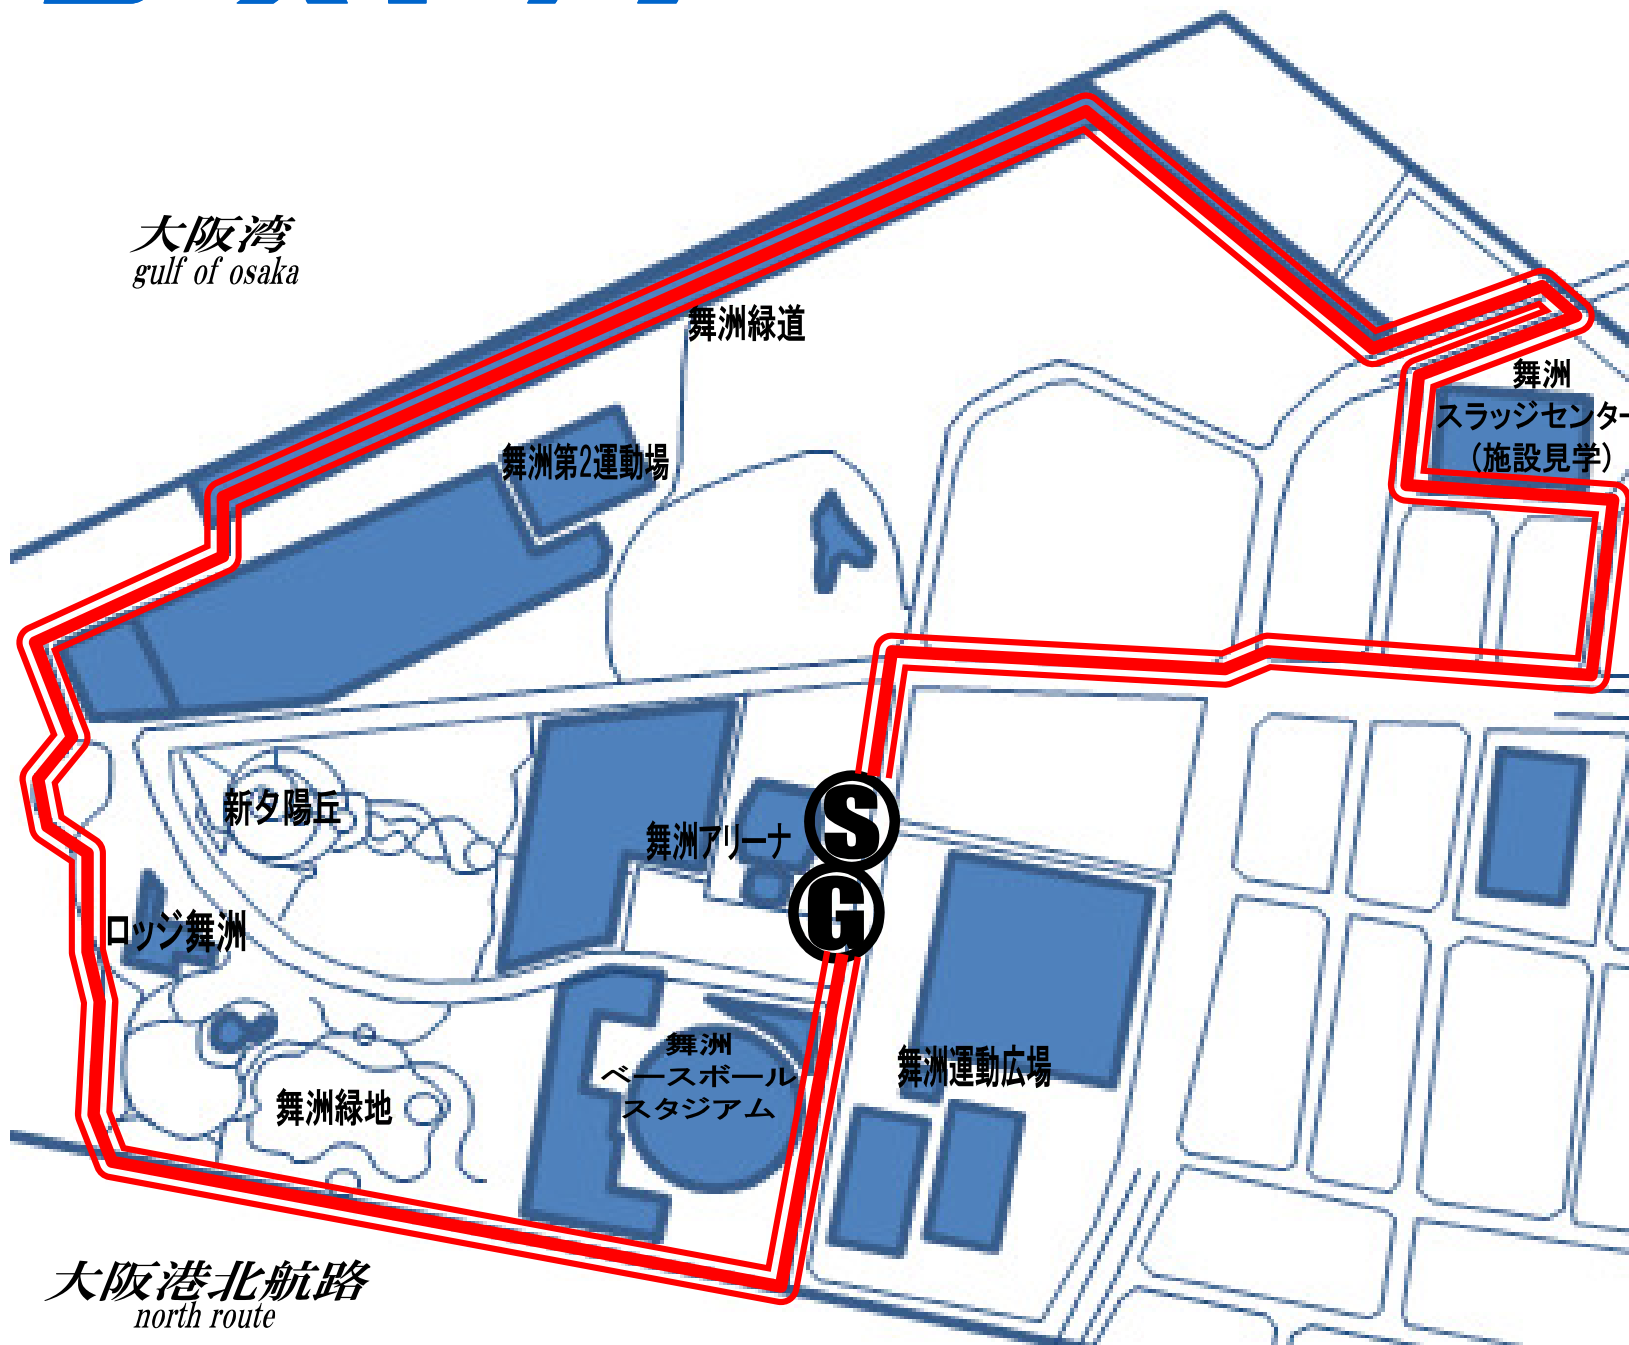 大阪湾
gulf of osaka
舞洲緑道
舞洲
スラッジセンター
(施設見学)
舞洲第2運動場
新夕陽丘
舞洲アリーナ
S
G
ロッジ舞洲
舞洲
ベースボール
スタジアム
舞洲運動広場
舞洲緑地
大阪港北航路
north route